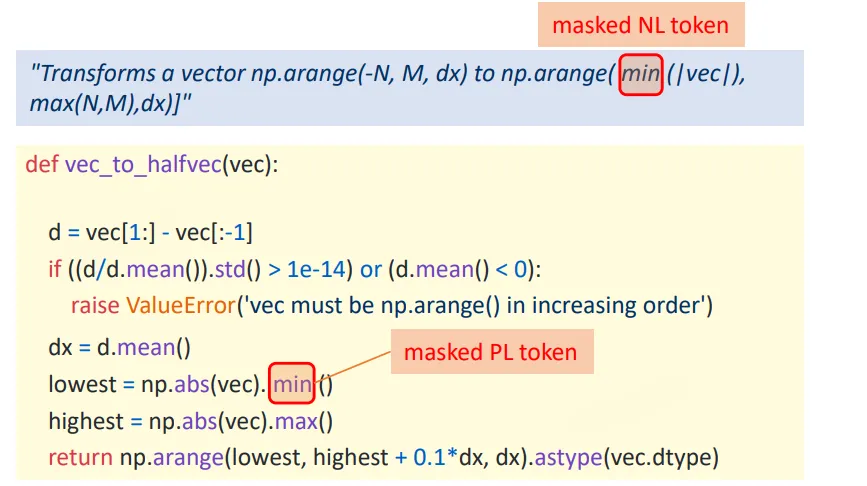 masked NL token
"Transforms a vector np.arange(-N, M, dx) to np.arange( min (|vec|),
max(N,M),dx)]"
def vec_to_halfvec(vec):
d = vec[1:] - vec[:-1]
if ((d/d.mean()).std() > 1e-14) or (d.mean() < 0):
raise ValueError('vec must be np.arange() in increasing order')
dx = d.mean()
masked PL token
lowest = np.abs(vec). min ()
highest = np.abs(vec).max()
return np.arange(lowest, highest + 0.1*dx, dx).astype(vec.dtype)